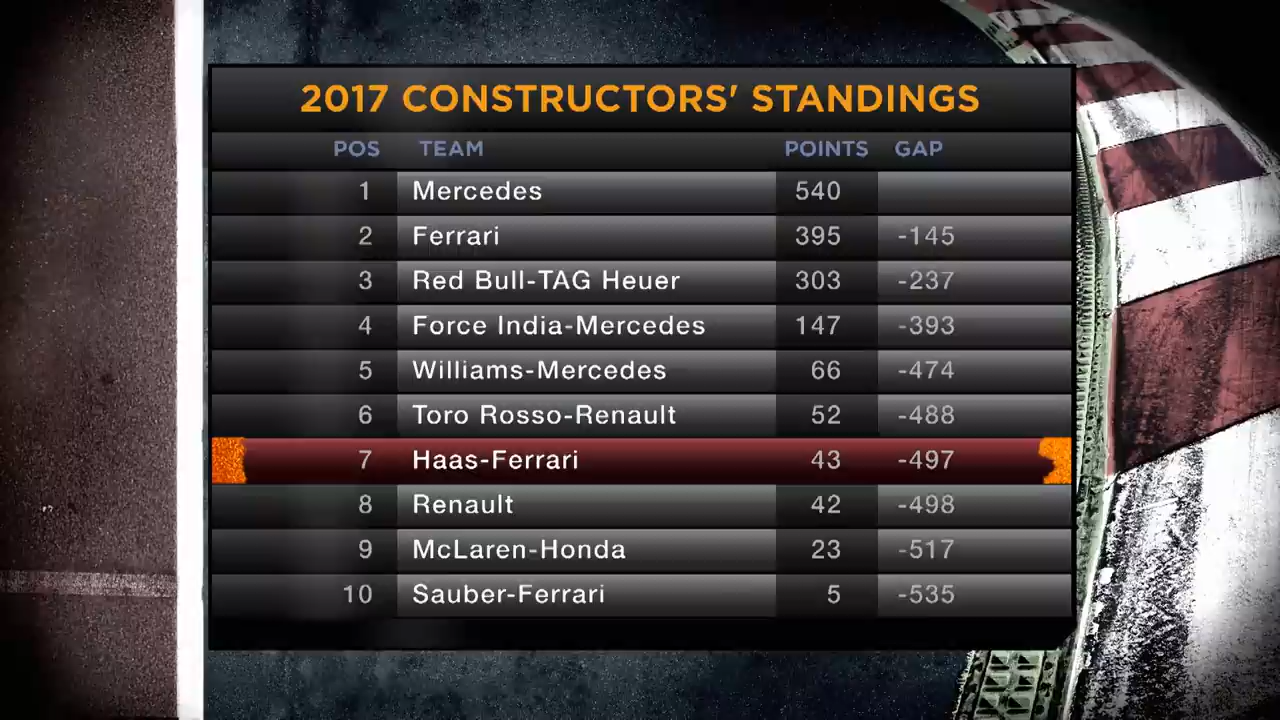 2017 CONSTRUCTORS' STANDINGS
POS TEAM POINTS GAP
1 Mercedes 540
2 Ferrari 395 -145
3 Red Bull-TAG Heuer 303 -237
4 Force India-Mercedes 147 -393
5 Williams-Mercedes 66 -474
6 Toro Rosso-Renault 52 -488
7 Haas-Ferrari 43 -497
8 Renault 42 -498
9 McLaren-Honda 23 -517
10 Sauber-Ferrari 5 -535